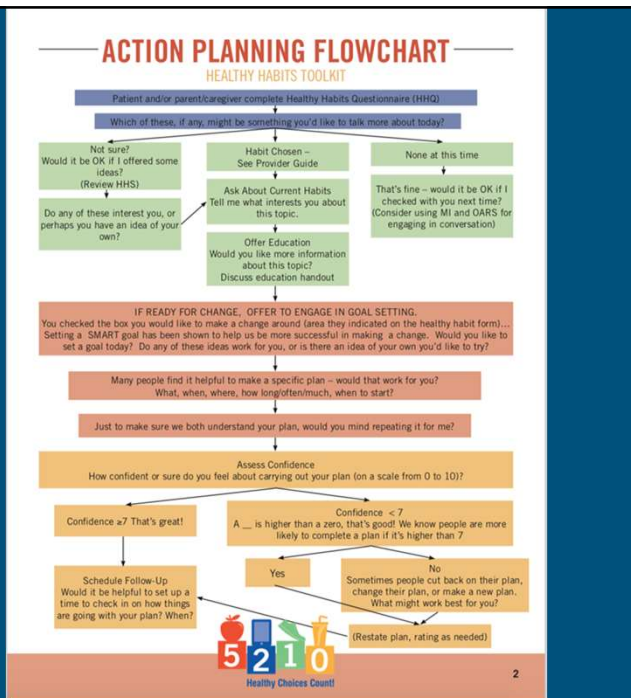 ACTION PLANNING FLOWCHART
HEALTHY HABITS TOOLKIT
Patient and/or parent/caregiver complete Healthy Habits Questionnaire (HHQ)
Which of these, if any, might be something you'd like to talk more about today?
Not sure?
Would it be OK if I offered some
ideas?
(Review HHS)
Do any of these interest you, or
perhaps you have an idea of your
own?
Habit Chosen –
See Provider Guide
Ask About Current Habits
Tell me what interests you about
this topic.
Offer Education
Would you like more information
about this topic?
Discuss education handout
None at this time
That's fine – would it be OK if I
checked with you next time?
(Consider using MI and OARS for
engaging in conversation)
IF READY FOR CHANGE, OFFER TO ENGAGE IN GOAL SETTING.
You checked the box you would like to make a change around (area they indicated on the healthy habit form)...
Setting a SMART goal has been shown to help us be more successful in making a change. Would you like to
set a goal today? Do any of these ideas work for you, or is there an idea of your own you'd like to try?
Many people find it helpful to make a specific plan – would that work for you?
What, when, where, how long/often/much, when to start?
Just to make sure we both understand your plan, would you mind repeating it for me?
Assess Confidence
How confident or sure do you feel about carrying out your plan (on a scale from 0 to 10)?
Confidence ≥7 That's great!
Confidence < 7
A __ is higher than a zero, that's good! We know people are more
likely to complete a plan if it's higher than 7
Schedule Follow-Up
Would it be helpful to set up a
time to check in on how things
are going with your plan? When?
Yes
No
Sometimes people cut back on their plan,
change their plan, or make a new plan.
What might work best for you?
(Restate plan, rating as needed)
5 2 1 0
Healthy Choices Count!
2